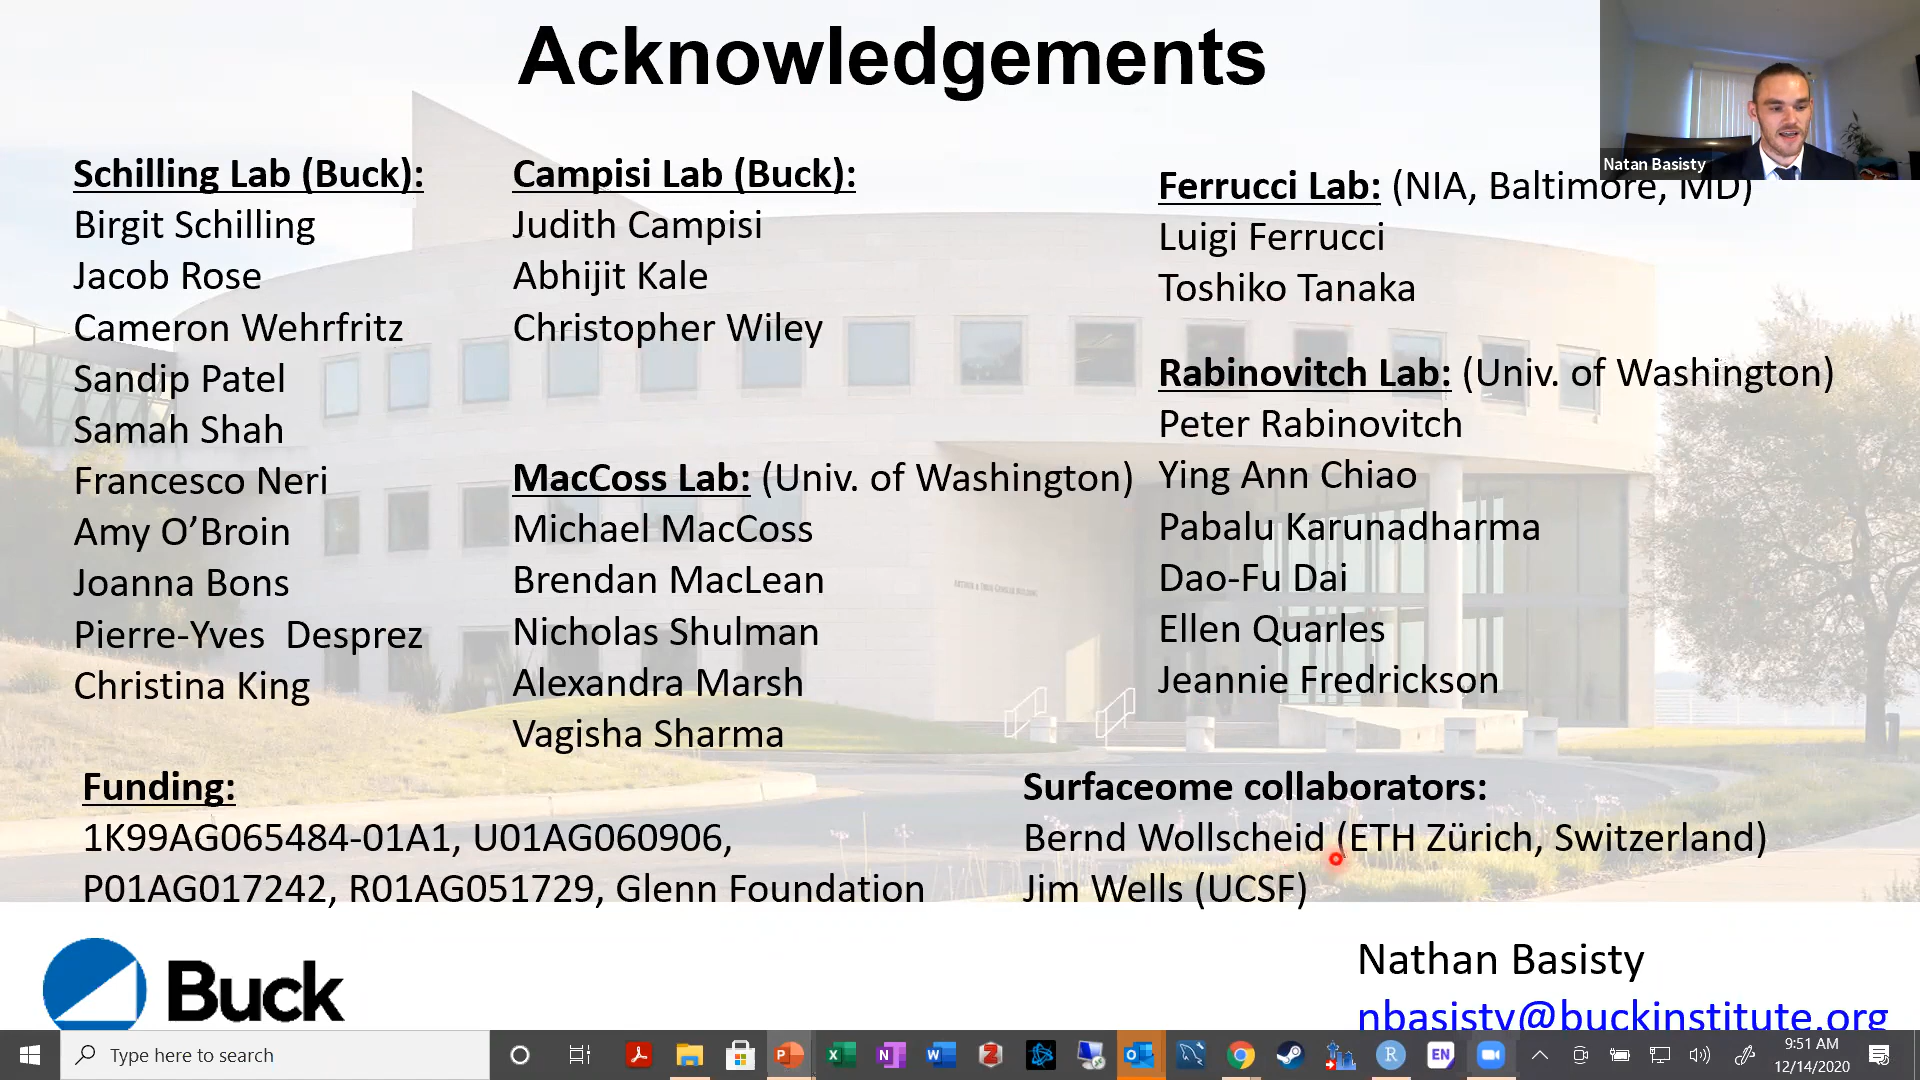 Acknowledgements
Natan Basisty
Schilling Lab (Buck):
Birgit Schilling
Jacob Rose
Cameron Wehrfritz
Sandip Patel
Samah Shah
Francesco Neri
Amy O’Broin
Joanna Bons
Pierre-Yves  Desprez
Christina King
Campisi Lab (Buck):
Judith Campisi
Abhijit Kale
Christopher Wiley
MacCoss Lab: (Univ. of Washington)
Michael MacCoss
Brendan MacLean
Nicholas Shulman
Alexandra Marsh
Vagisha Sharma
Ferrucci Lab: (NIA, Baltimore, MD)
Luigi Ferrucci
Toshiko Tanaka
Rabinovitch Lab: (Univ. of Washington)
Peter Rabinovitch
Ying Ann Chiao
Pabalu Karunadharma
Dao-Fu Dai
Ellen Quarles
Jeannie Fredrickson
Funding:
1K99AG065484-01A1, U01AG060906,
P01AG017242, R01AG051729, Glenn Foundation
Surfaceome collaborators:
Bernd Wollscheid (ETH Zürich, Switzerland)
Jim Wells (UCSF)
Buck
Nathan Basisty
nbasisty@buckinstitute.org
Type here to search
EN
9:51 AM
12/14/2020